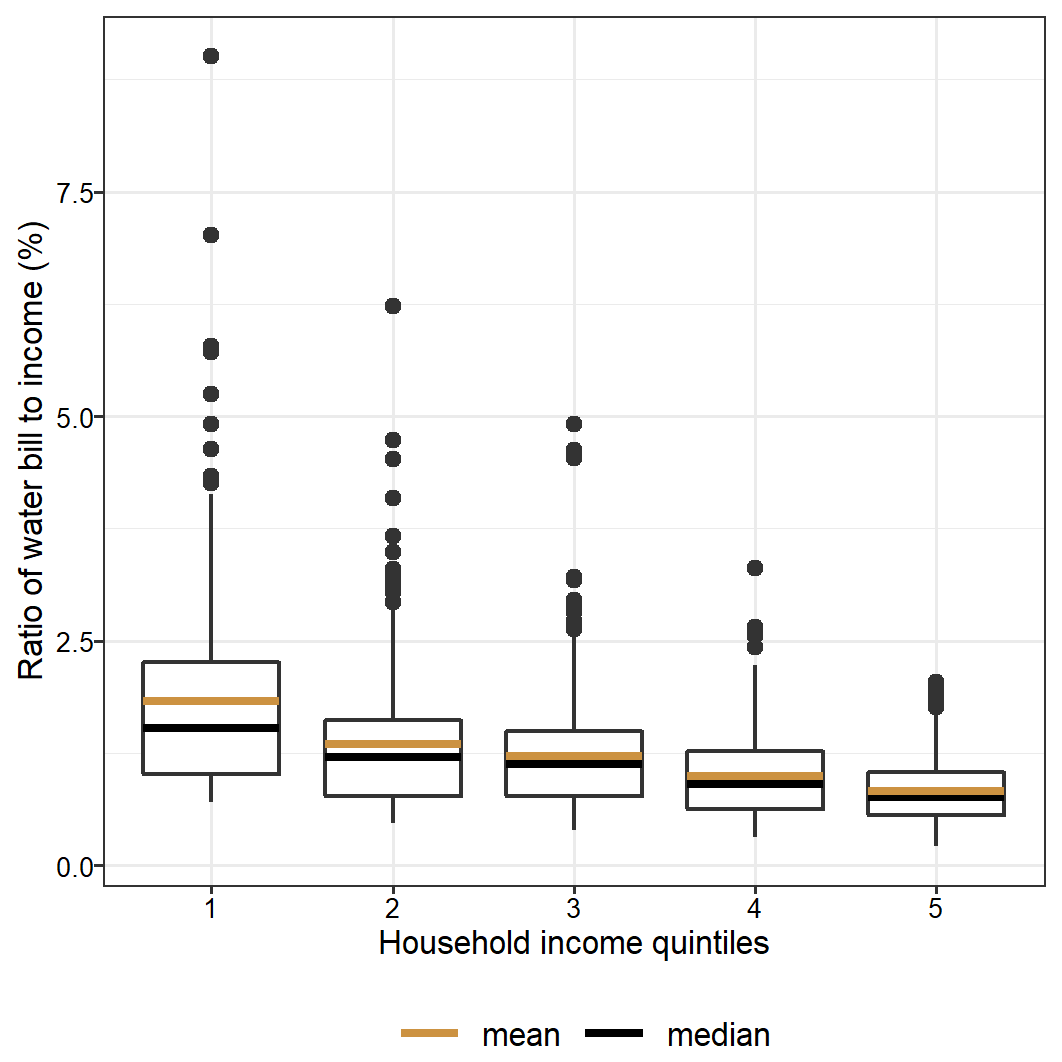 Ratio of water bill to income (%)
7.5
5.0
2.5
0.0
1 2 3 4 5
Household income quintiles
mean median